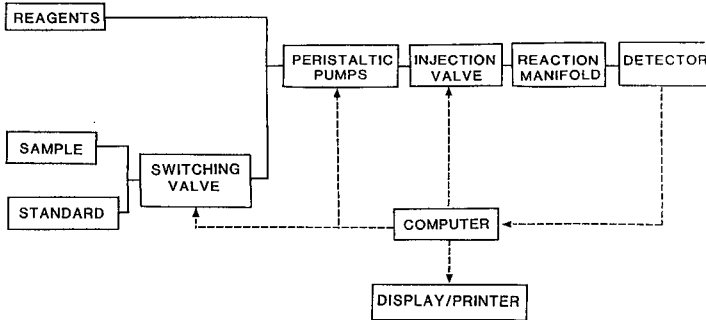 REAGENTS
PERISTALTIC
PUMPS
INJECTION
VALVE
REACTION
MANIFOLD
DETECTOR
SAMPLE
SWITCHING
VALVE
STANDARD
COMPUTER
DISPLAY/PRINTER